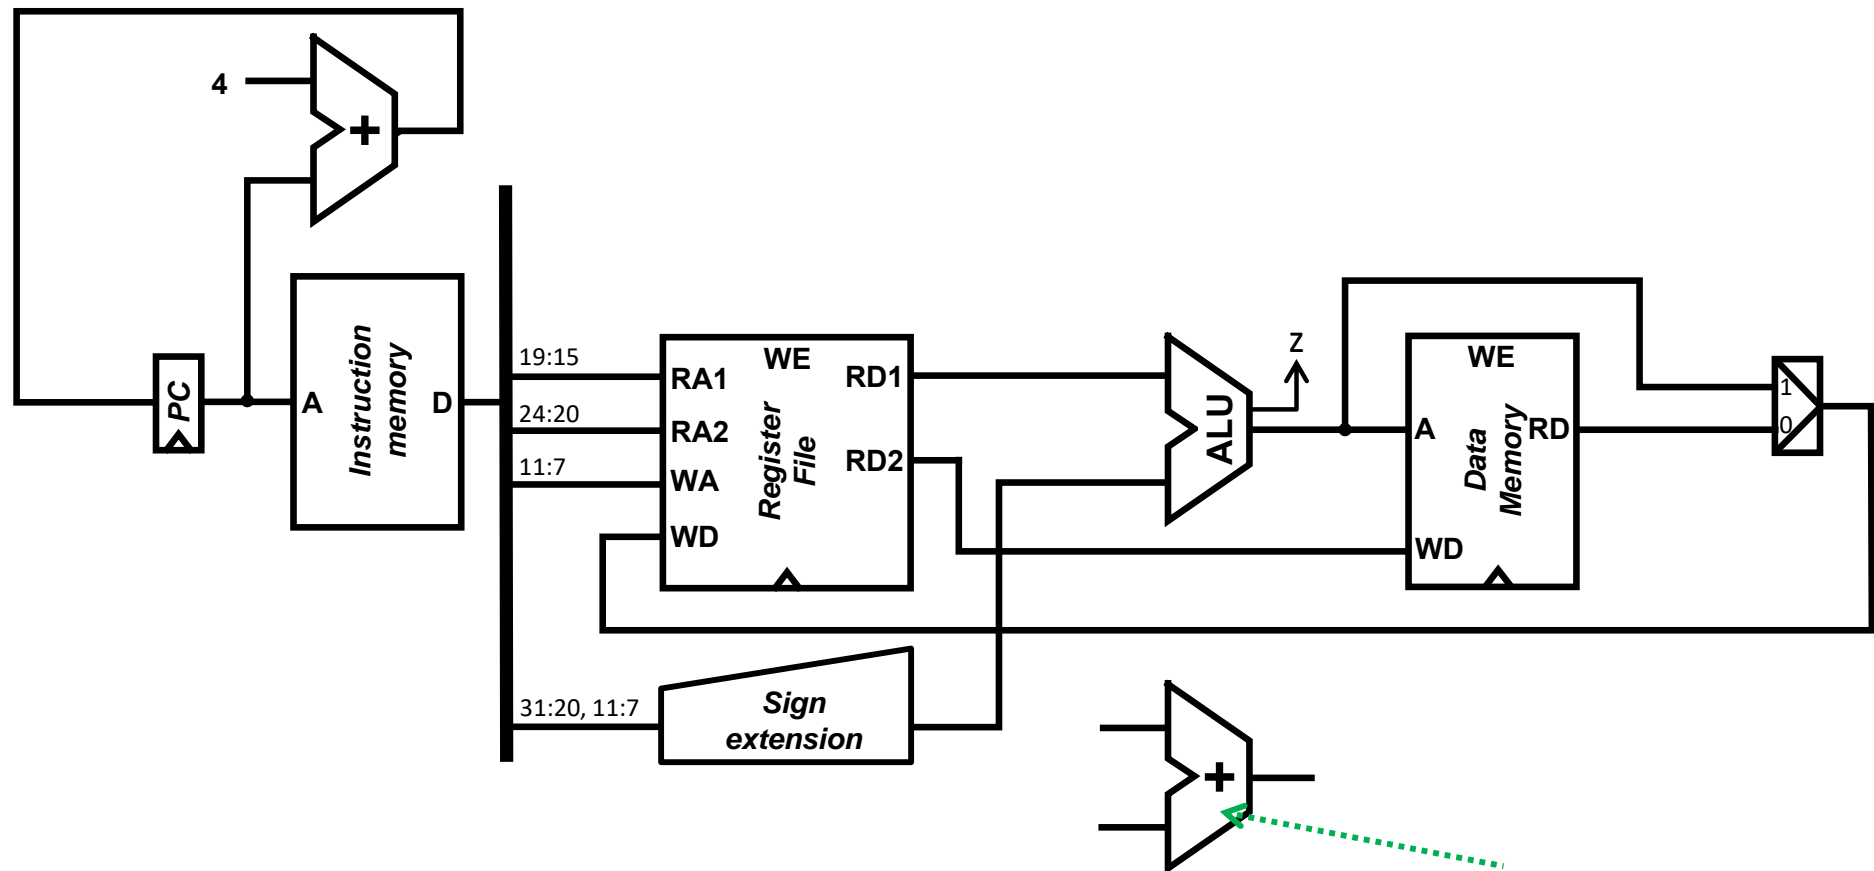 4
+
PC
A
Instruction
memory
D
19:15
24:20
11:7
31:20, 11:7
RA1
RA2
WA
WD
WE
Register
File
RD1
RD2
Sign
extension
ALU
Z
+
A
WD
WE
Data
Memory
RD
1
0